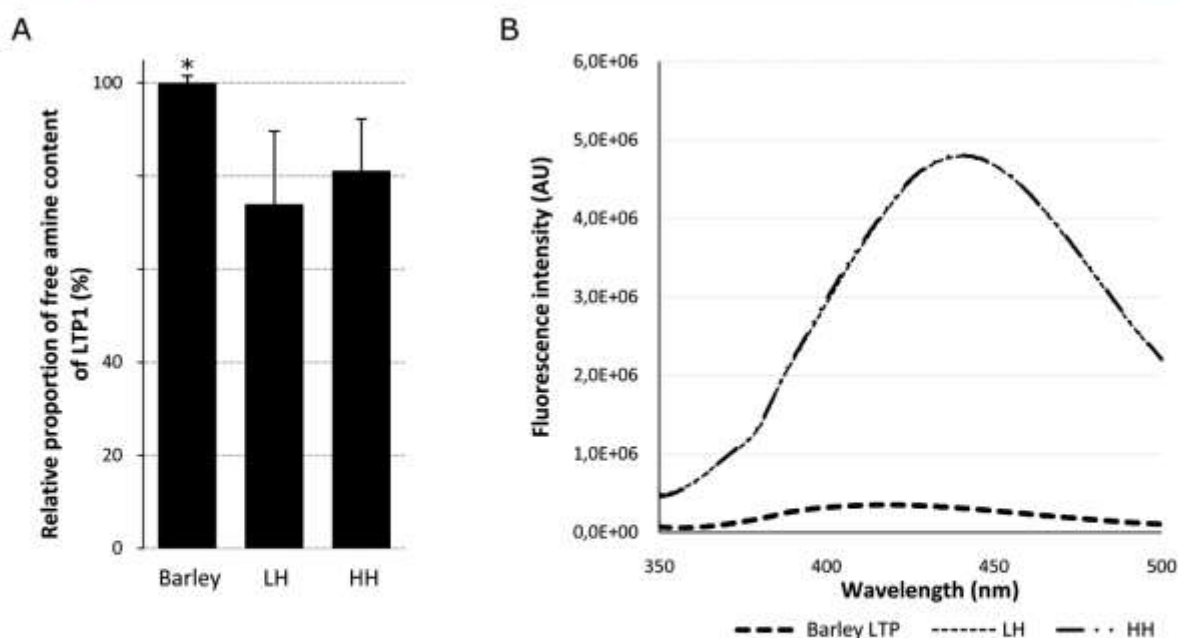 A
Relative proportion of free amine content
of LTP1 (%)
100
40
20
0
*
Barley LH HH
B
Fluorescence intensity (AU)
6,0E+06
5,0E+06
4,0E+06
3,0E+06
2,0E+06
1,0E+06
0,0E+00
350 400 450 500
Wavelength (nm)
Barley LTP LH HH